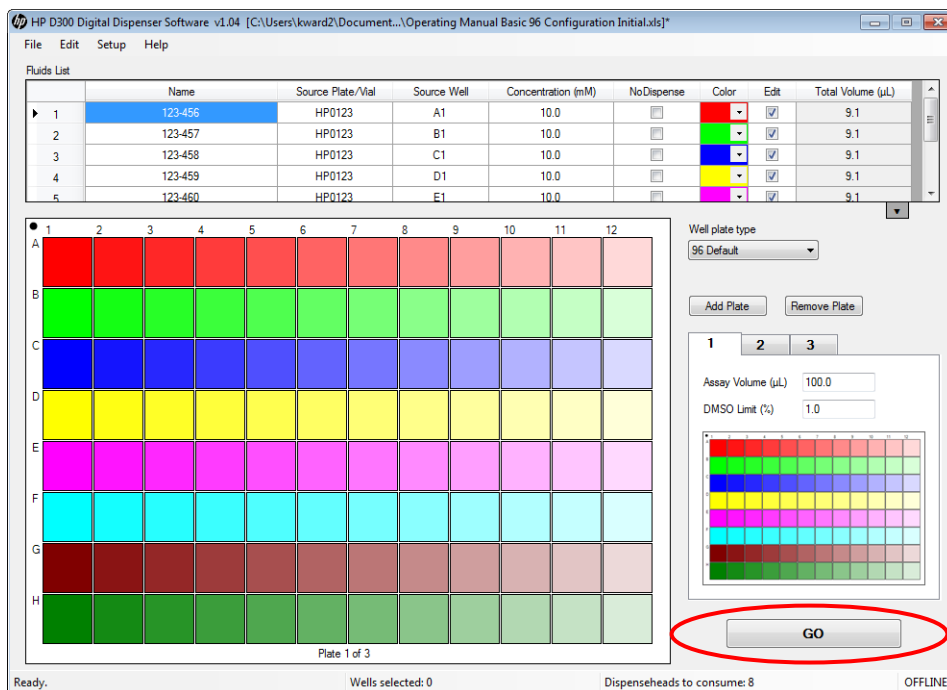 HP D300 Digital Dispenser Software v1.04 [C:\Users\kward2\Document...\Operating Manual Basic 96 Configuration Initial.xls]*
File Edit Setup Help
Fluids List
Name Source Plate/Vial Source Well Concentration (mM) NoDispense Color Edit Total Volume (µL)
1 123-456 HP0123 A1 10.0 9.1
2 123-457 HP0123 B1 10.0 9.1
3 123-458 HP0123 C1 10.0 9.1
4 123-459 HP0123 D1 10.0 9.1
5 123-460 HP0123 E1 10.0 9.1
1 2 3 4 5 6 7 8 9 10 11 12
A
B
C
D
E
F
G
H
Plate 1 of 3
Well plate type
96 Default
Add Plate Remove Plate
1 2 3
Assay Volume (µL) 100.0
DMSO Limit (%) 1.0
GO
Ready. Wells selected: 0 Dispenseheads to consume: 8 OFFLINE